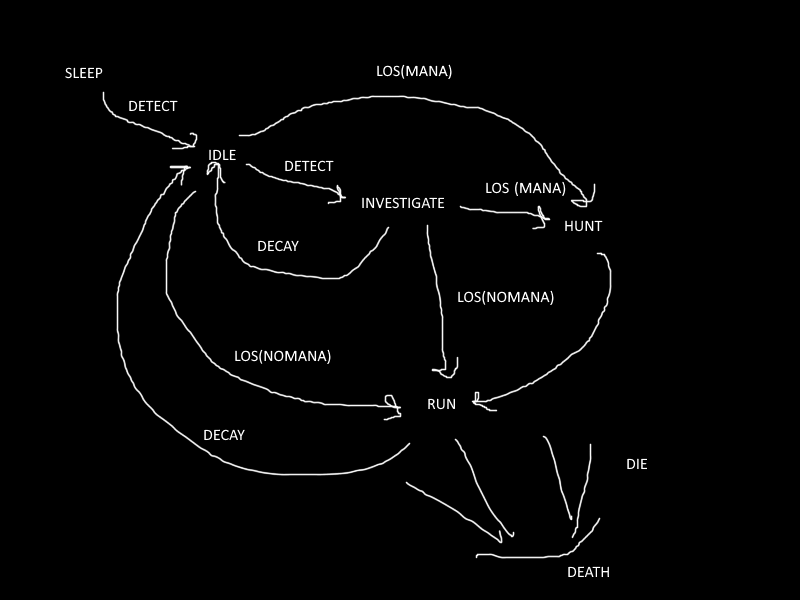 LOS(MANA)
SLEEP
DETECT
IDLE
DETECT
LOS (MANA)
INVESTIGATE
HUNT
DECAY
LOS(NOMANA)
LOS(NOMANA)
RUN
DECAY
DIE
DEATH